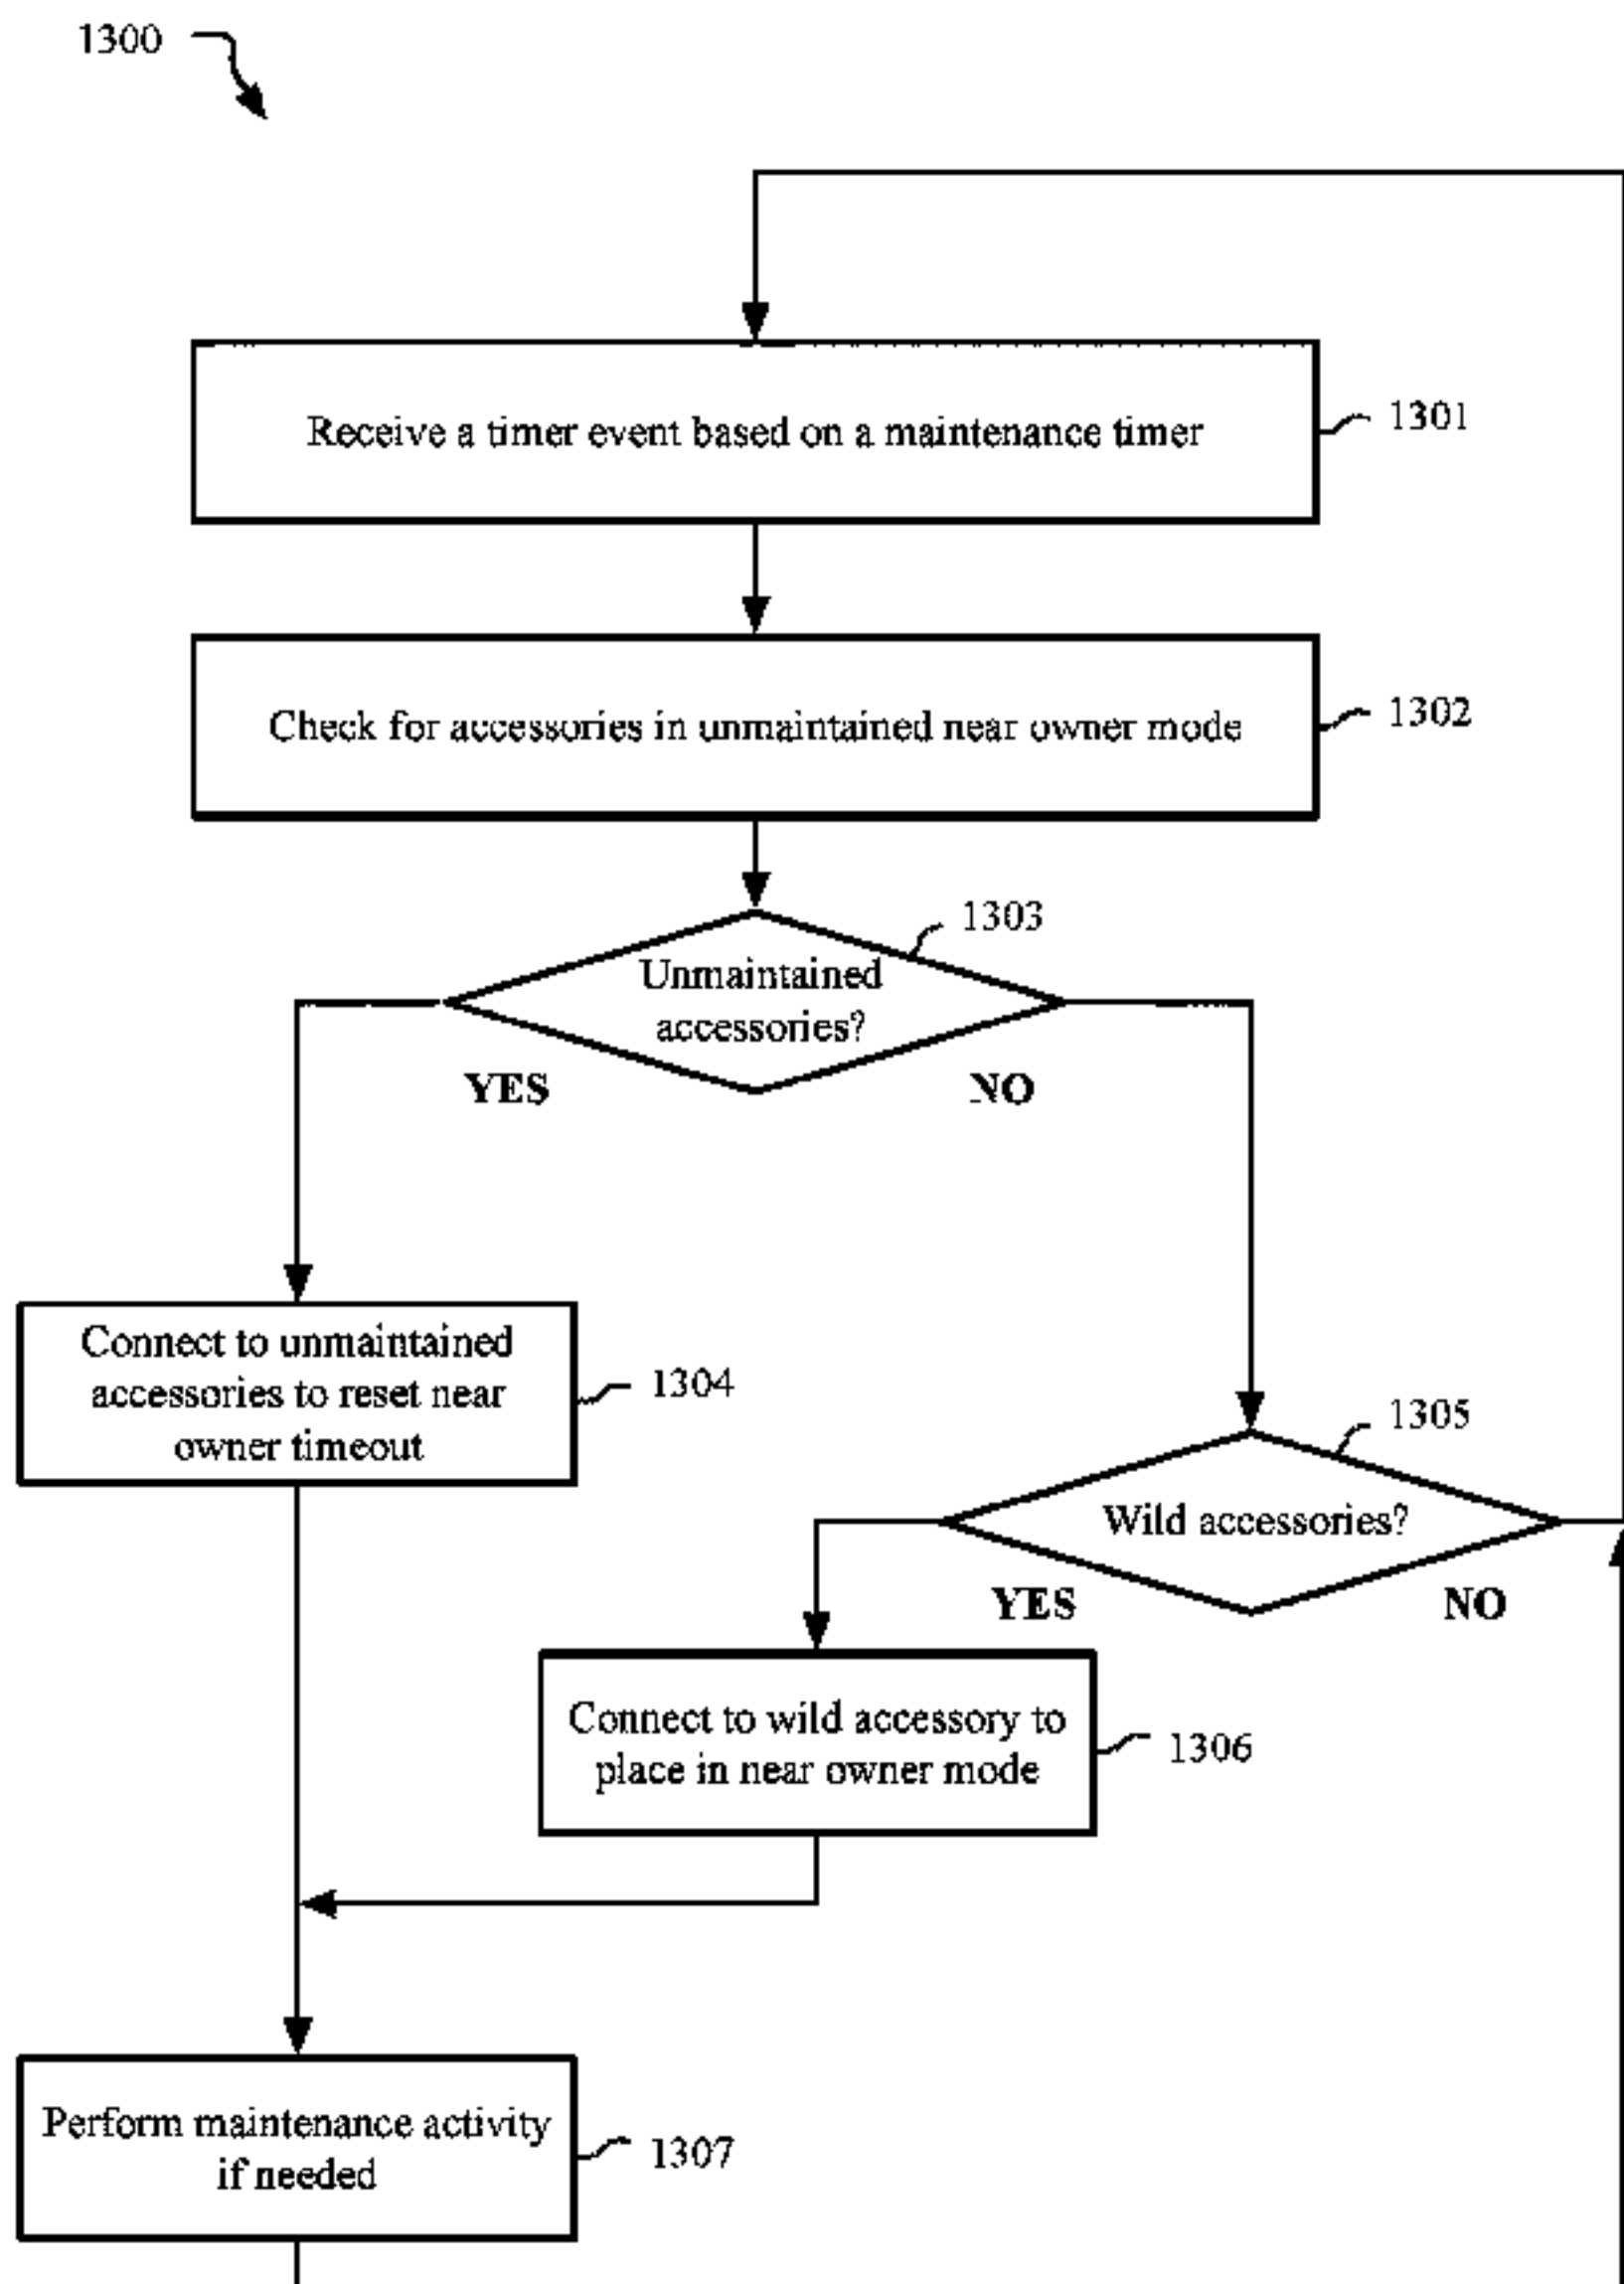 1300
Receive a timer event based on a maintenance timer
1301
Check for accessories in unmaintained near owner mode
1302
1303
Unmaintained
accessories?
YES
NO
Connect to unmaintained
accessories to reset near
owner timeout
1304
1305
Wild accessories?
YES
NO
Connect to wild accessory to
place in near owner mode
1306
Perform maintenance activity
if needed
1307